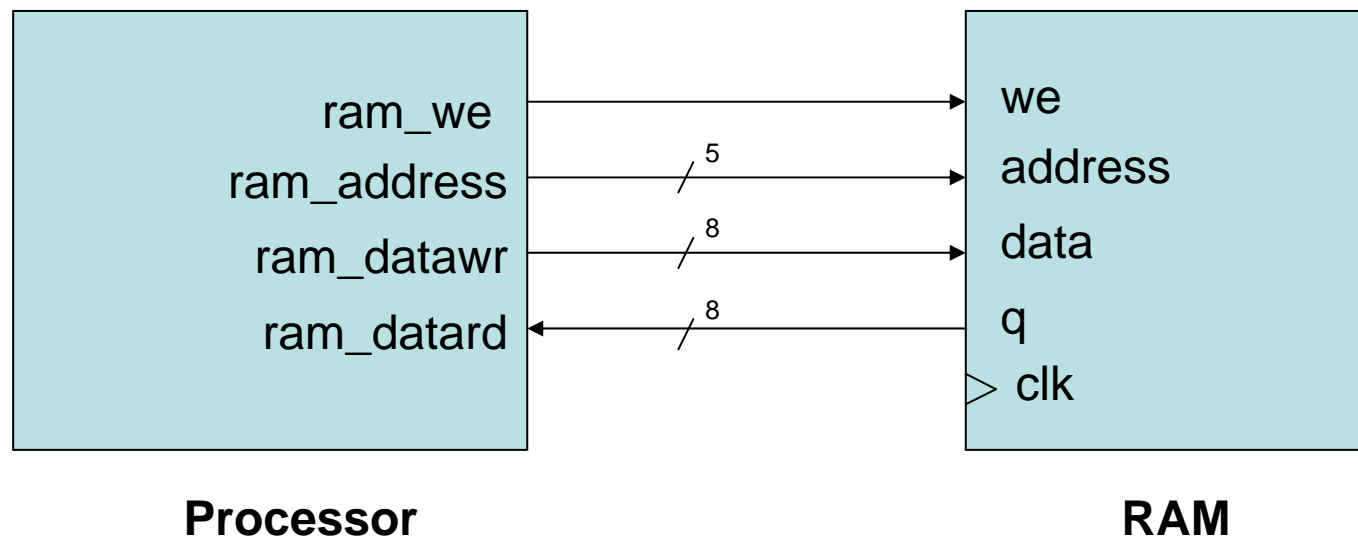 ram_we
we
5
ram_address
address
8
ram_datawr
data
8
ram_datard
q
clk
Processor
RAM